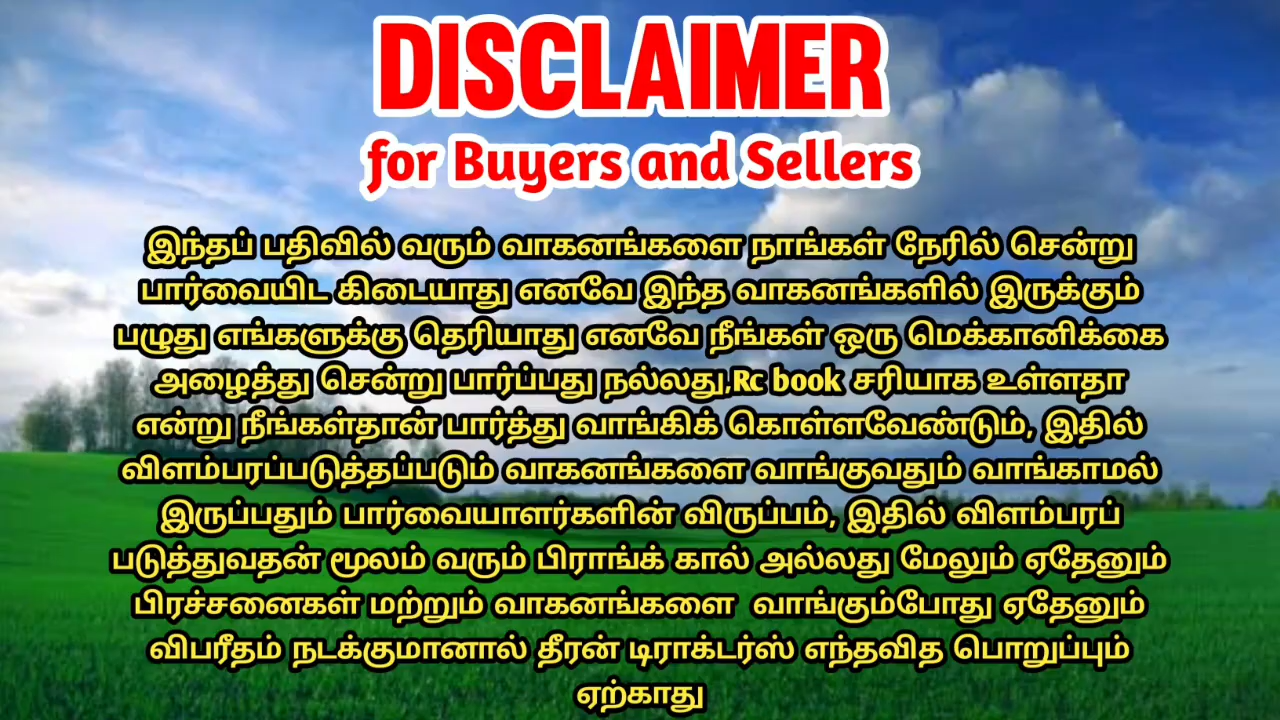 DISCLAIMER
for Buyers and Sellers
இந்தப் பதிவில் வரும் வாகனங்களை நாங்கள் நேரில் சென்று
பார்வையிட கிடையாது எனவே இந்த வாகனங்களில் இருக்கும்
பழுது எங்களுக்கு தெரியாது எனவே நீங்கள் ஒரு மெக்கானிக்கை
அழைத்து சென்று பார்ப்பது நல்லது,Rc book சரியாக உள்ளதா
என்று நீங்கள்தான் பார்த்து வாங்கிக் கொள்ளவேண்டும், இதில்
விளம்பரப்படுத்தப்படும் வாகனங்களை வாங்குவதும் வாங்காமல்
இருப்பதும் பார்வையாளர்களின் விருப்பம், இதில் விளம்பரப்
படுத்துவதன் மூலம் வரும் பிராங்க் கால் அல்லது மேலும் ஏதேனும்
பிரச்சனைகள் மற்றும் வாகனங்களை வாங்கும்போது ஏதேனும்
விபரீதம் நடக்குமானால் தீரன் டிராக்டர்ஸ் எந்தவித பொறுப்பும்
ஏற்காது